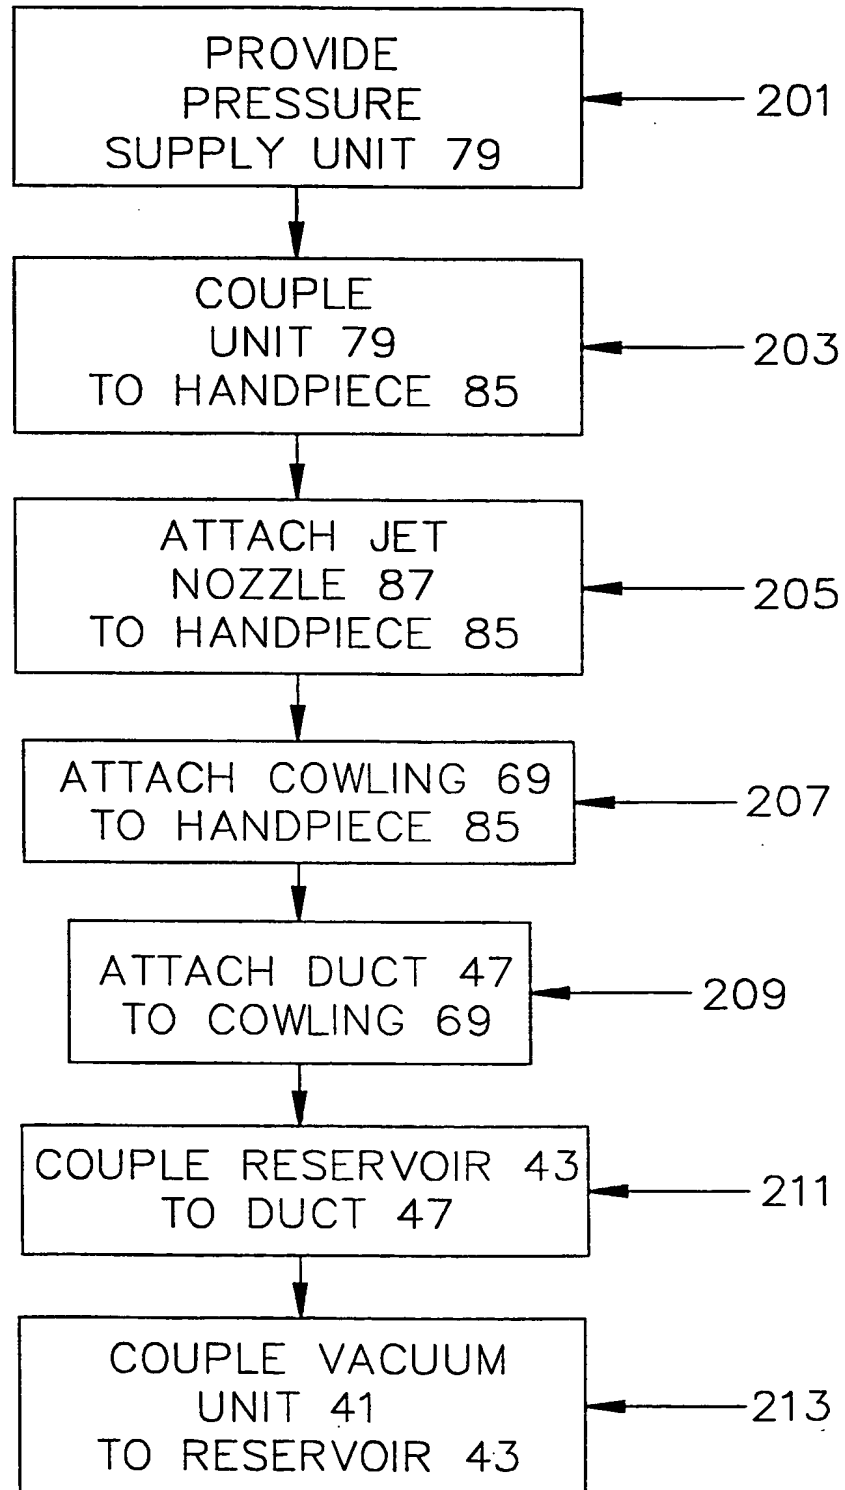 PROVIDE
PRESSURE
SUPPLY UNIT 79
201
COUPLE
UNIT 79
TO HANDPIECE 85
203
ATTACH JET
NOZZLE 87
TO HANDPIECE 85
205
ATTACH COWLING 69
TO HANDPIECE 85
207
ATTACH DUCT 47
TO COWLING 69
209
COUPLE RESERVOIR 43
TO DUCT 47
211
COUPLE VACUUM
UNIT 41
TO RESERVOIR 43
213